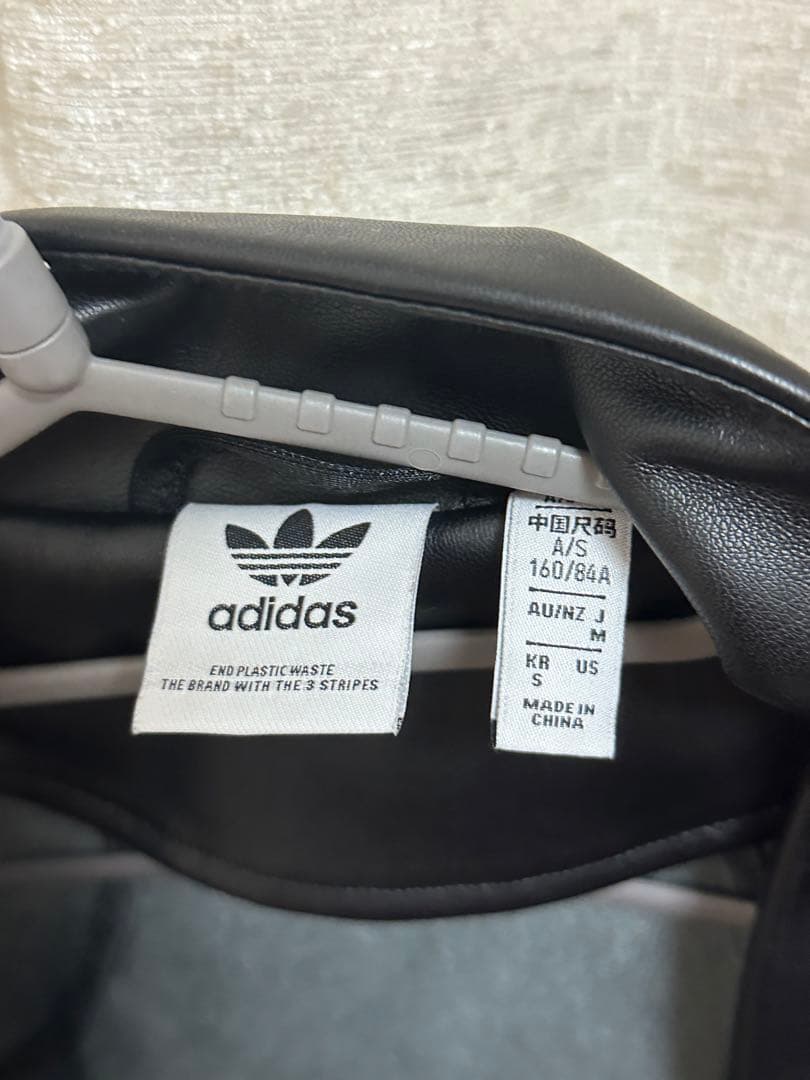 adidas
END PLASTIC WASTE
THE BRAND WITH THE 3 STRIPES
中国尺码
A/S
160/84A
AU/NZ J
M
KR US
S
MADE IN
CHINA